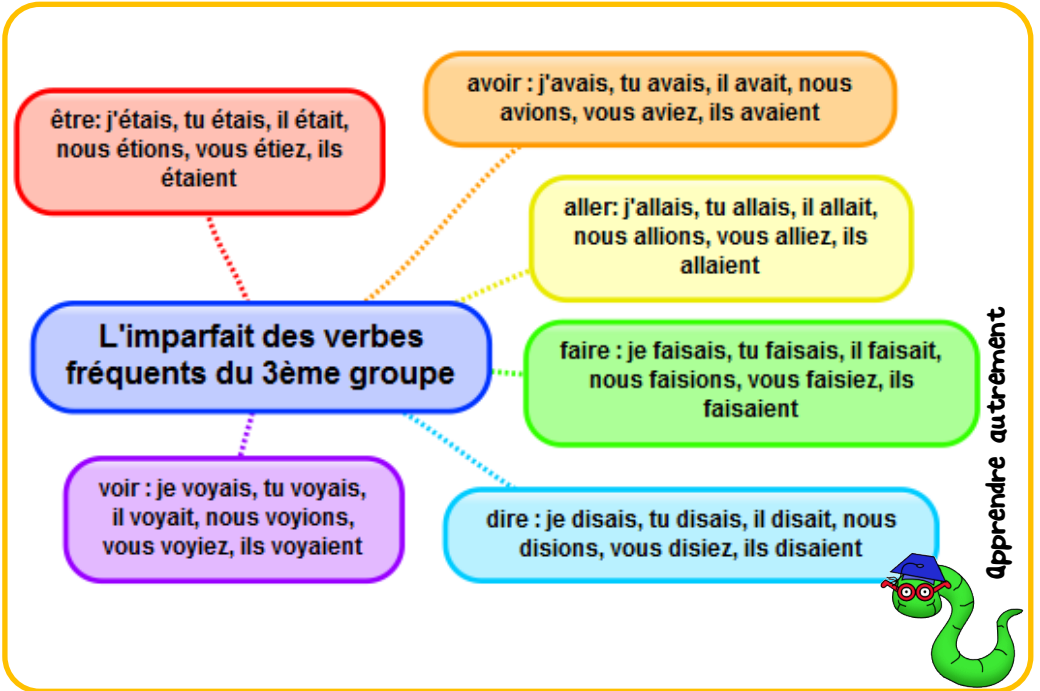 être: j'étais, tu étais, il était,
nous étions, vous étiez, ils
étaient
avoir : j'avais, tu avais, il avait, nous
avions, vous aviez, ils avaient
aller: j'allais, tu allais, il allait,
nous allions, vous alliez, ils
allaient
L'imparfait des verbes
fréquents du 3ème groupe
faire : je faisais, tu faisais, il faisait,
nous faisions, vous faisiez, ils
faisaient
voir : je voyais, tu voyais,
il voyait, nous voyions,
vous voyiez, ils voyaient
dire : je disais, tu disais, il disait, nous
disions, vous disiez, ils disaient
apprendre autrement